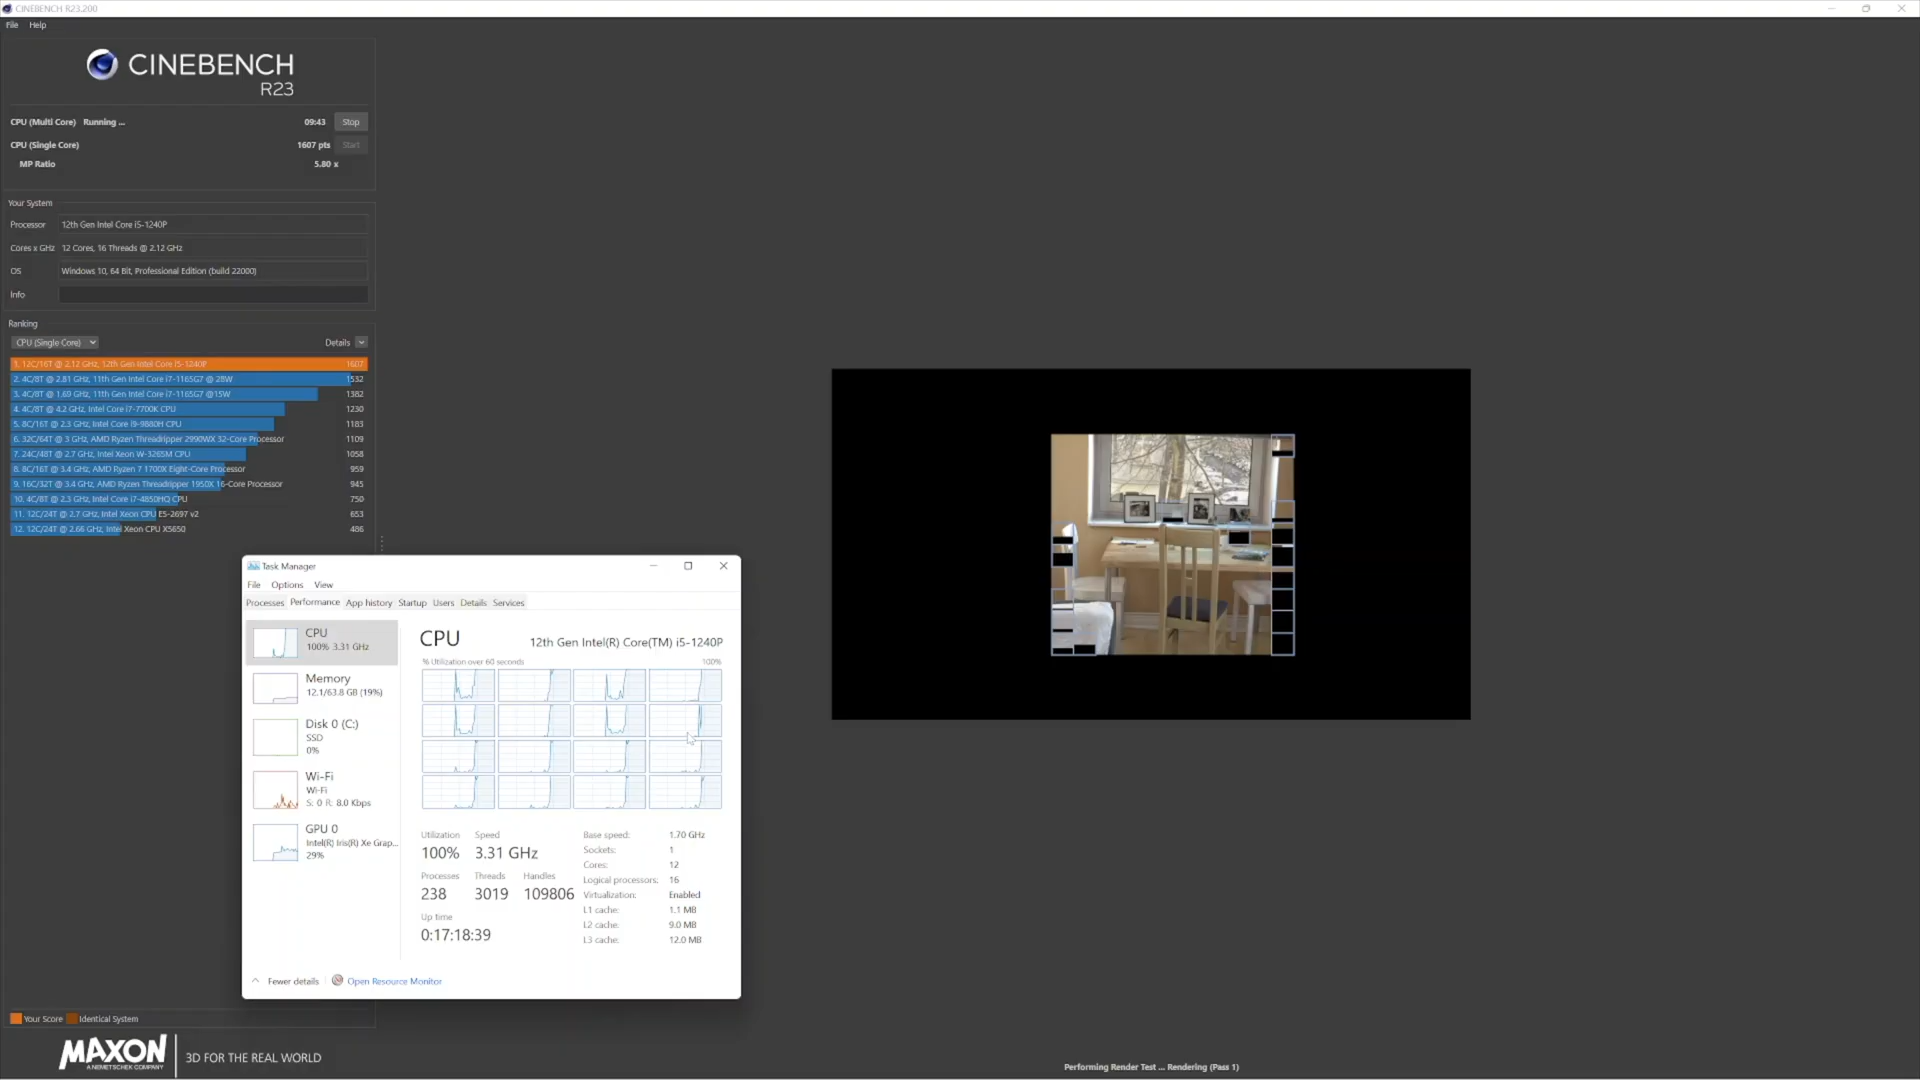 CINEBENCH R23.200
File Help
CINEBENCH
R23
CPU (Multi Core) Running ... 09:43 Stop
CPU (Single Core) 1607 pts Start
MP Ratio 5.80 x
Your System
Processor 12th Gen Intel Core i5-1240P
Cores x GHz 12 Cores, 16 Threads @ 2.12 GHz
OS Windows 10, 64 Bit, Professional Edition (build 22000)
Info
Ranking
CPU (Single Core) Details
1. 12C/16T @ 2.12 GHz, 12th Gen Intel Core i5-1240P 1607
2. 4C/8T @ 2.81 GHz, 11th Gen Intel Core i7-1165G7 @ 28W 1532
3. 4C/8T @ 1.69 GHz, 11th Gen Intel Core i7-1165G7 @15W 1382
4. 4C/8T @ 4.2 GHz, Intel Core i7-7700K CPU 1230
5. 8C/16T @ 2.3 GHz, Intel Core i9-9880H CPU 1183
6. 32C/64T @ 3 GHz, AMD Ryzen Threadripper 2990WX 32-Core Processor 1109
7. 24C/48T @ 2.7 GHz, Intel Xeon W-3265M CPU 1058
8. 8C/16T @ 3.4 GHz, AMD Ryzen 7 1700X Eight-Core Processor 959
9. 16C/32T @ 3.4 GHz, AMD Ryzen Threadripper 1950X 16-Core Processor 945
10. 4C/8T @ 2.3 GHz, Intel Core i7-4850HQ CPU 750
11. 12C/24T @ 2.7 GHz, Intel Xeon CPU E5-2697 v2 653
12. 12C/24T @ 2.66 GHz, Intel Xeon CPU X5650 486
Task Manager
File Options View
Processes Performance App history Startup Users Details Services
CPU
100% 3.31 GHz
Memory
12.1/63.8 GB (19%)
Disk 0 (C:)
SSD
0%
Wi-Fi
Wi-Fi
S: 0 R: 8.0 Kbps
GPU 0
Intel(R) Iris(R) Xe Grap...
29%
CPU 12th Gen Intel(R) Core(TM) i5-1240P
% Utilization over 60 seconds 100%
Utilization Speed
100% 3.31 GHz
Processes Threads Handles
238 3019 109806
Up time
0:17:18:39
Base speed: 1.70 GHz
Sockets: 1
Cores: 12
Logical processors: 16
Virtualization: Enabled
L1 cache: 1.1 MB
L2 cache: 9.0 MB
L3 cache: 12.0 MB
Fewer details Open Resource Monitor
Your Score Identical System
MAXON
A NEMETSCHEK COMPANY
3D FOR THE REAL WORLD
Performing Render Test ... Rendering (Pass 1)